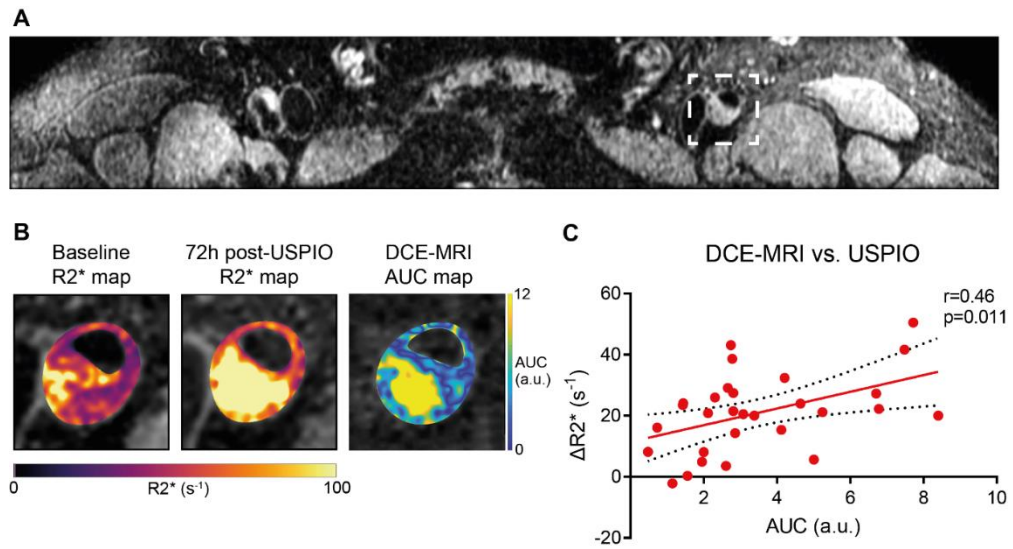 A
B
Baseline
R2* map
72h post-USPIO
R2* map
DCE-MRI
AUC map
12
AUC
(a.u.)
0
0
R2* (s-1)
100
C
DCE-MRI vs. USPIO
r=0.46
p=0.011
60
40
20
0
-20
ΔR2* (s-1)
2
4
6
8
10
AUC (a.u.)